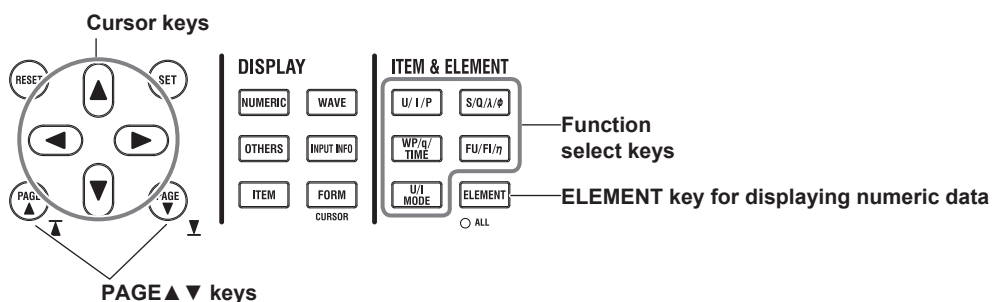 Cursor keys
RESET
SET
PAGE
PAGE
PAGE▲▼ keys
DISPLAY
NUMERIC
WAVE
OTHERS
INPUT INFO
ITEM
FORM
CURSOR
ITEM & ELEMENT
U/I/P
S/Q/λ/ϕ
WP/q/
TIME
FU/FI/η
U/I
MODE
ELEMENT
ALL
Function
select keys
ELEMENT key for displaying numeric data